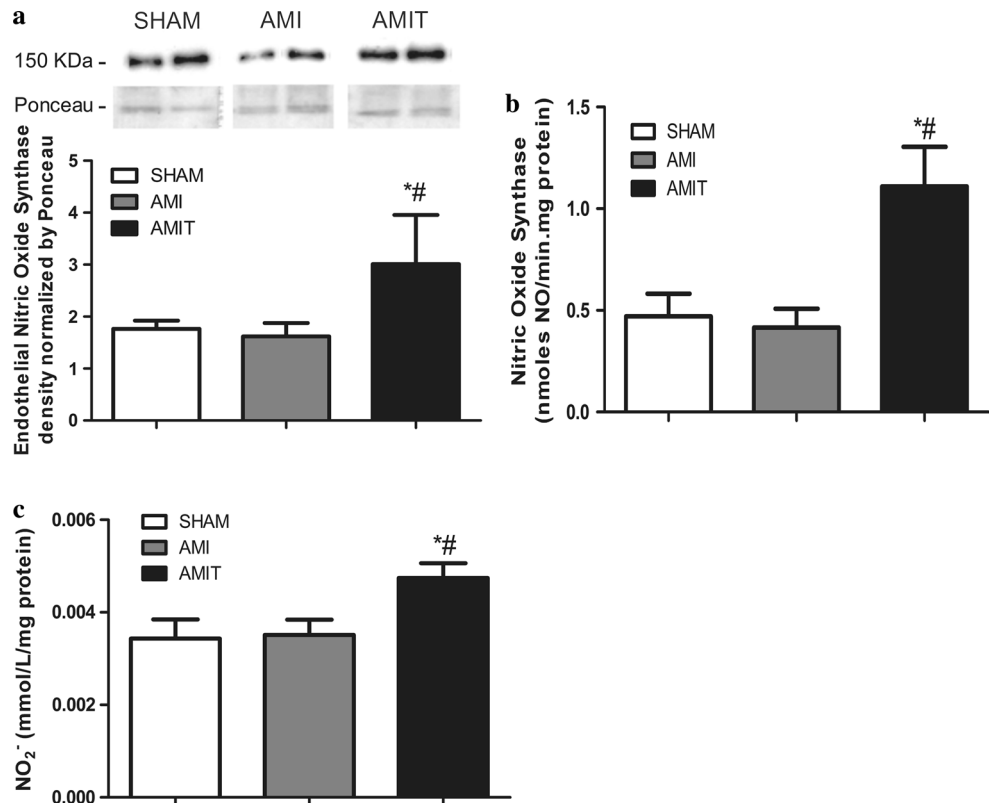 a
SHAM AMI AMIT
150 KDa -
Ponceau -
Endothelial Nitric Oxide Synthase
density normalized by Ponceau
5
4
3
2
1
0
SHAM
AMI
AMIT
*#
b
Nitric Oxide Synthase
(nmoles NO/min.mg protein)
1.5
1.0
0.5
0.0
SHAM
AMI
AMIT
*#
c
NO₂⁻ (mmol/L/mg protein)
0.006
0.004
0.002
0.000
SHAM
AMI
AMIT
*#